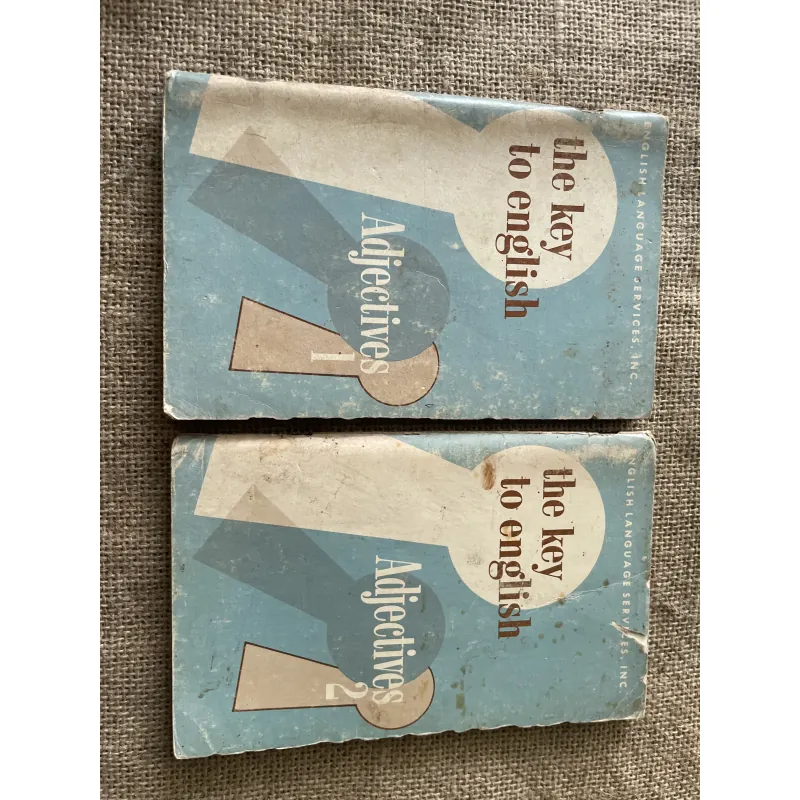 ENGLISH LANGUAGE SERVICES, INC.
the key
to english
Adjectives
1
ENGLISH LANGUAGE SERVICES, INC.
the key
to english
Adjectives
2